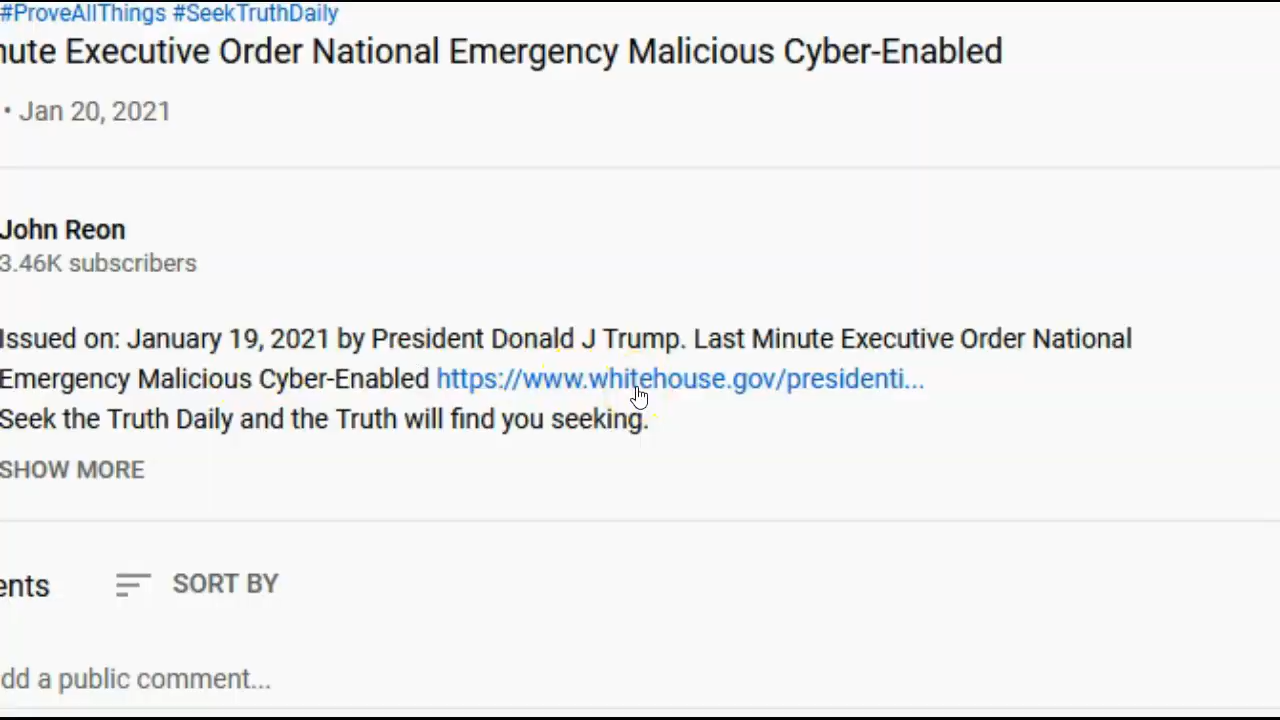 #ProveAllThings #SeekTruthDaily
nute Executive Order National Emergency Malicious Cyber-Enabled
• Jan 20, 2021
John Reon
3.46K subscribers
Issued on: January 19, 2021 by President Donald J Trump. Last Minute Executive Order National
Emergency Malicious Cyber-Enabled https://www.whitehouse.gov/presidenti...
Seek the Truth Daily and the Truth will find you seeking.
SHOW MORE
ents SORT BY
dd a public comment...